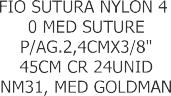 FIO SUTURA NYLON 4
0 MED SUTURE
P/AG.2,4CMX3/8"
45CM CR 24UNID
NM31, MED GOLDMAN